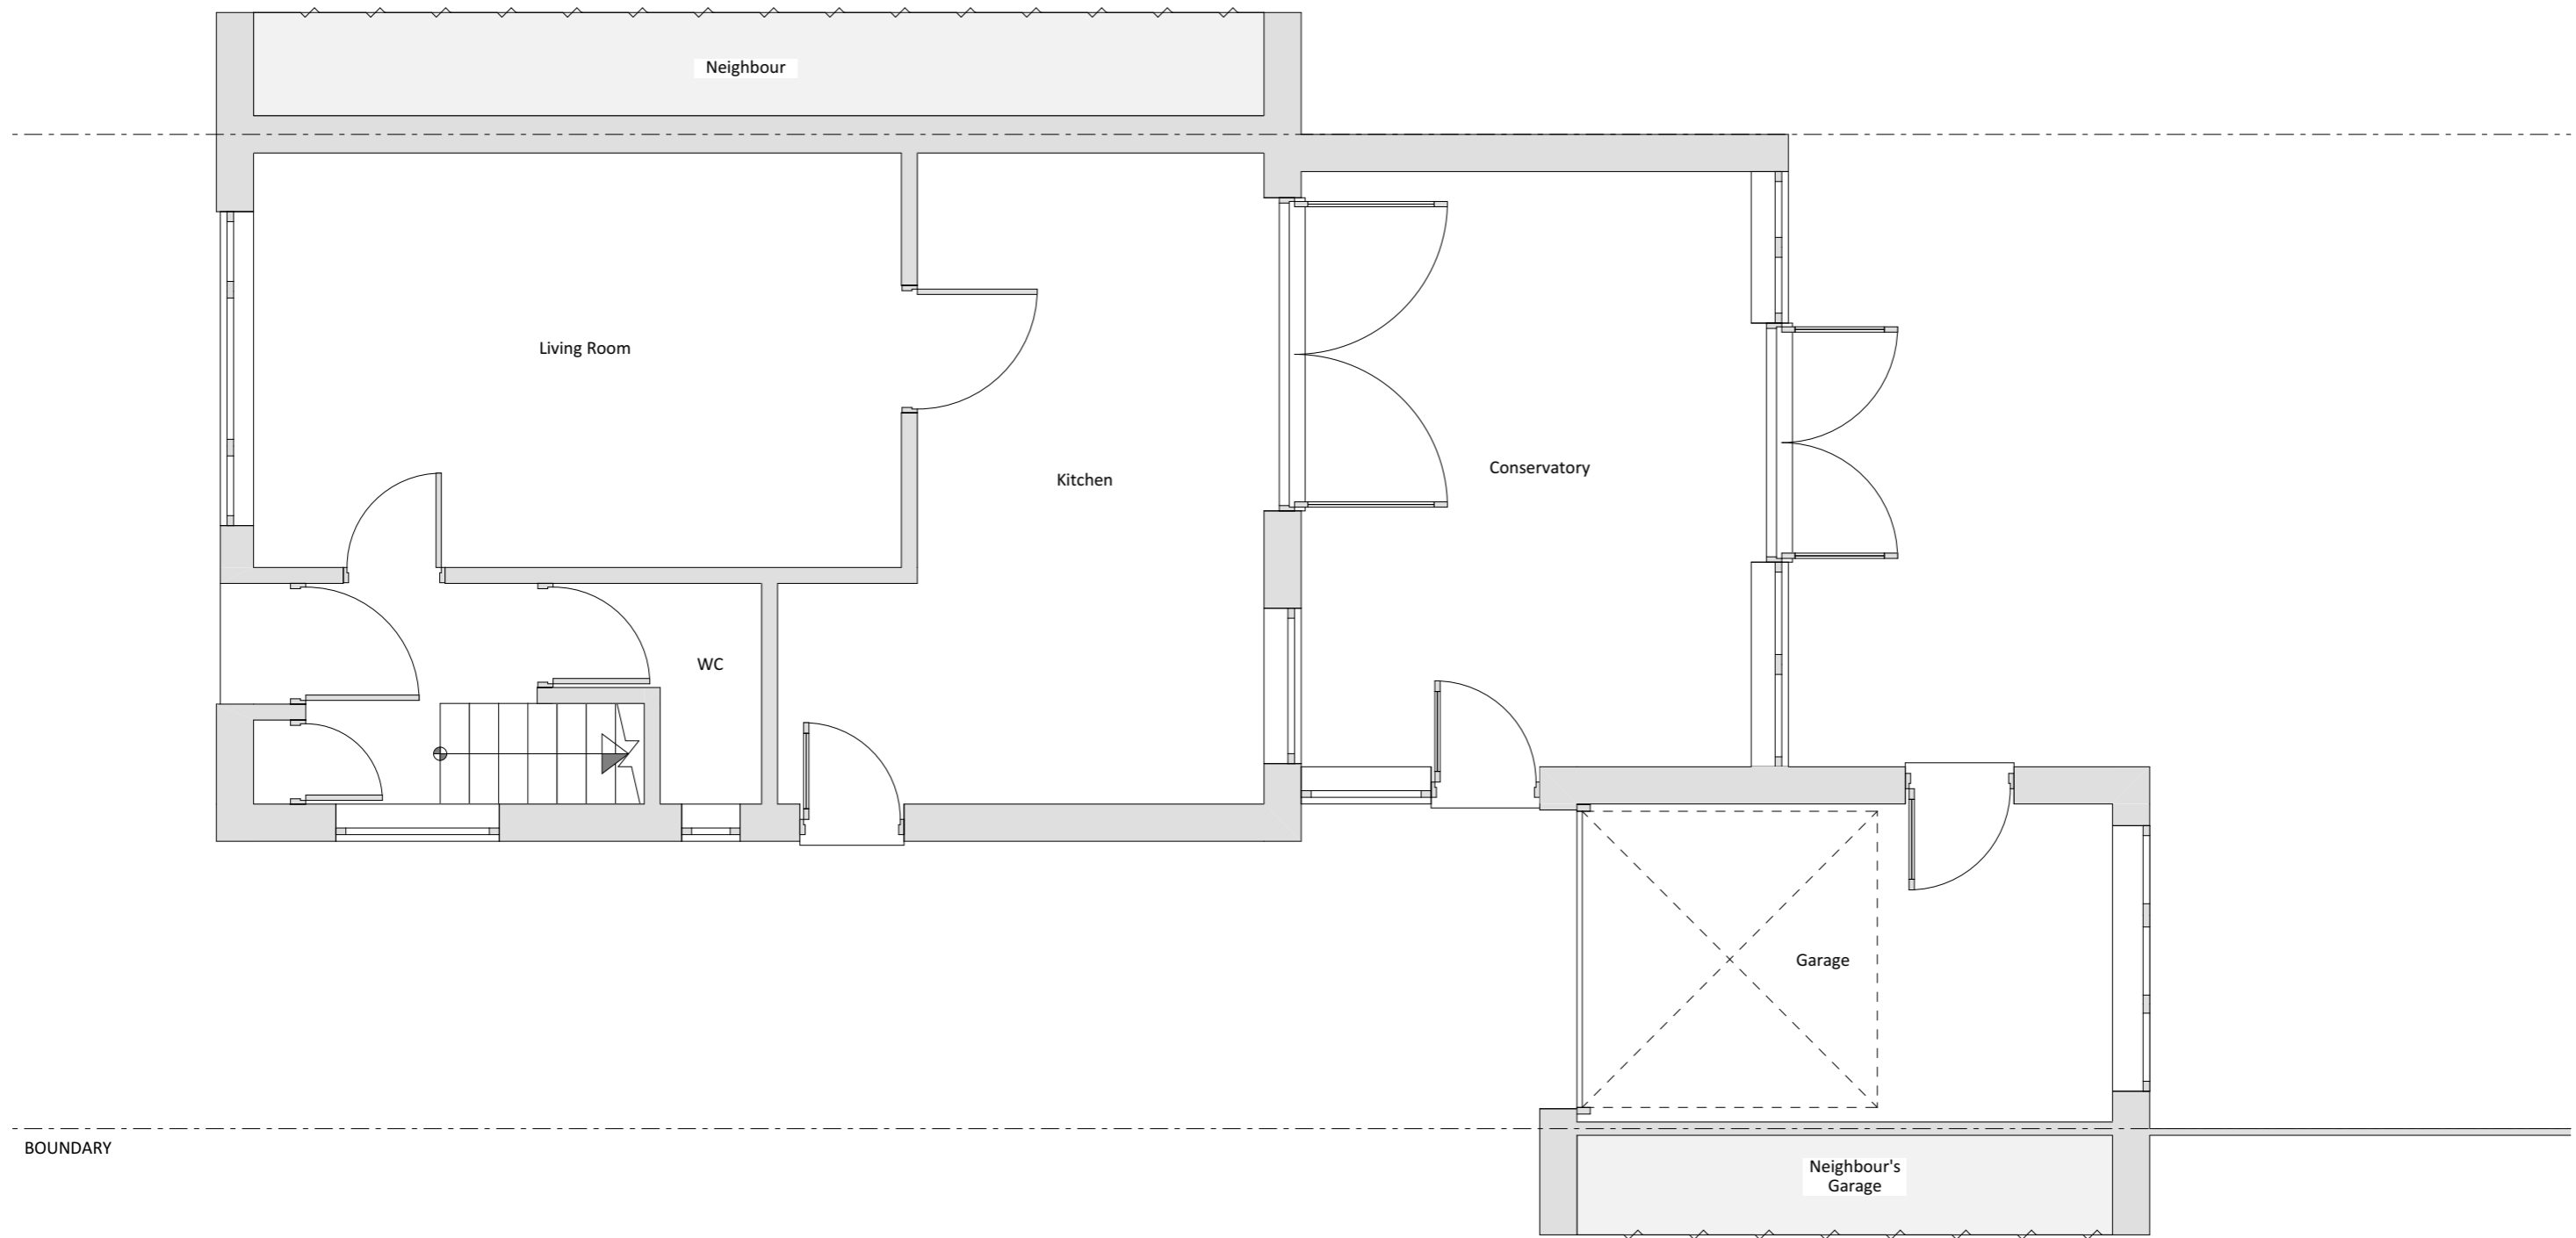 Neighbour
Living Room
Kitchen
Conservatory
WC
Garage
BOUNDARY
Neighbour's
Garage